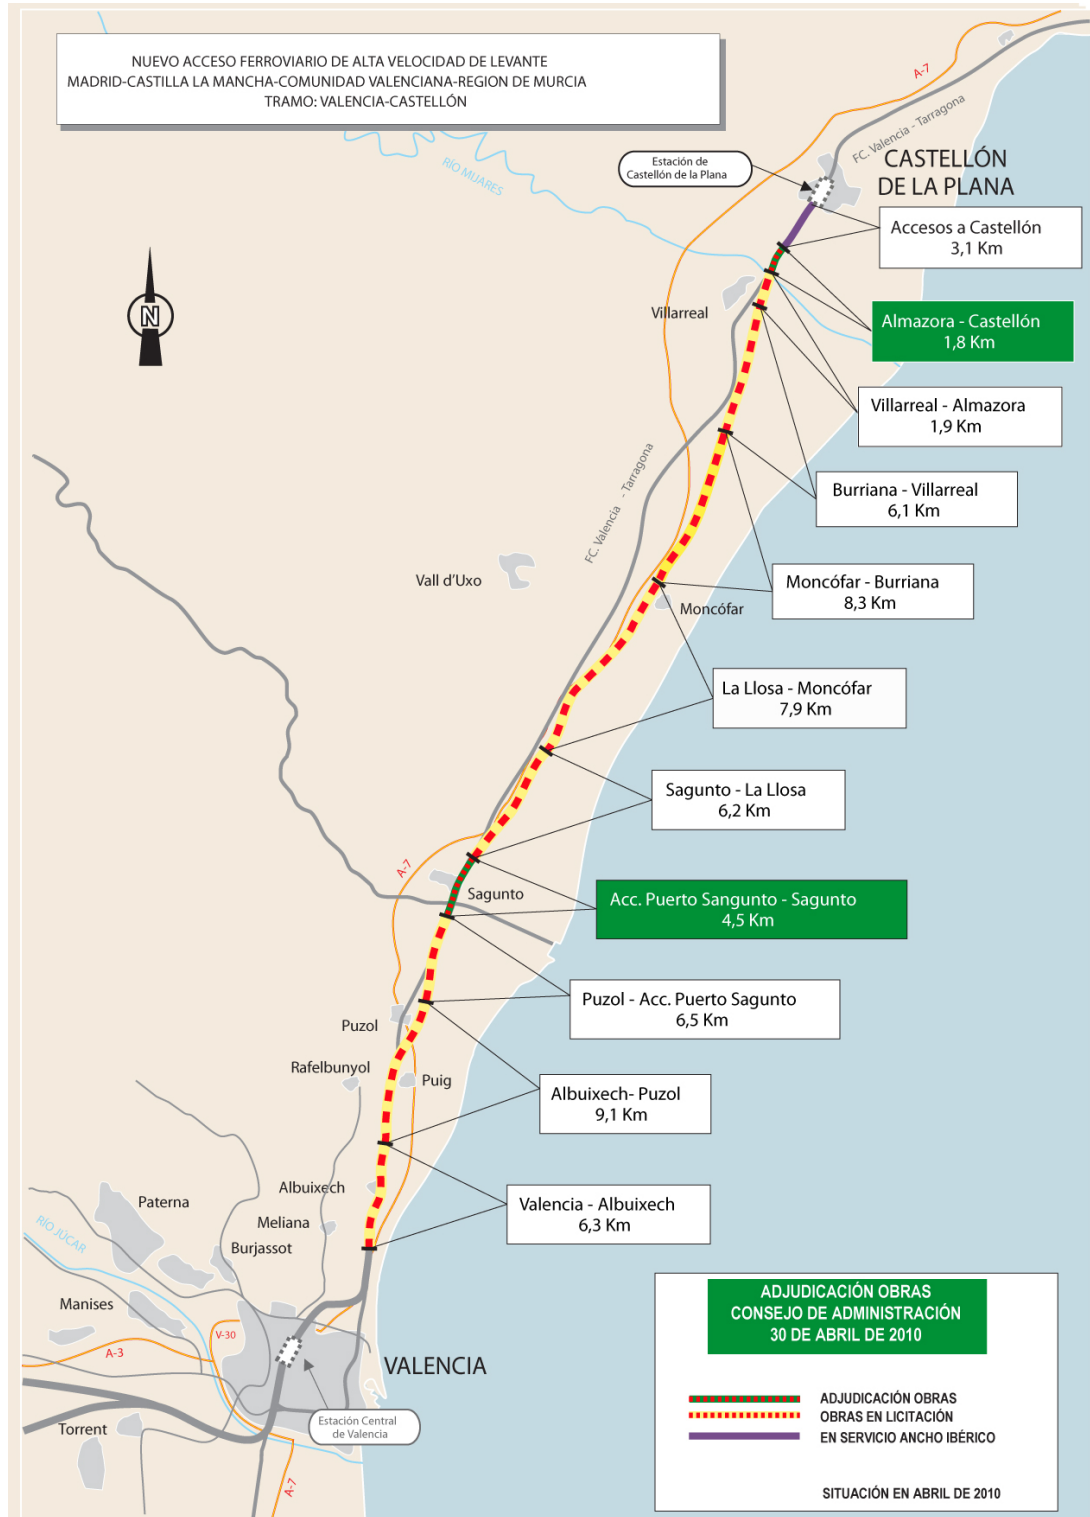 NUEVO ACCESO FERROVIARIO DE ALTA VELOCIDAD DE LEVANTE
MADRID-CASTILLA LA MANCHA-COMUNIDAD VALENCIANA-REGION DE MURCIA
TRAMO: VALENCIA-CASTELLÓN
A-7
FC. Valencia - Tarragona
RÍO MIJARES
Estación de
Castellón de la Plana
CASTELLÓN
DE LA PLANA
Accesos a Castellón
3,1 Km
N
Villarreal
Almazora - Castellón
1,8 Km
Villarreal - Almazora
1,9 Km
FC. Valencia - Tarragona
Burriana - Villarreal
6,1 Km
Vall d'Uxo
Moncófar
Moncófar - Burriana
8,3 Km
La Llosa - Moncófar
7,9 Km
Sagunto - La Llosa
6,2 Km
A-7
Sagunto
Acc. Puerto Sangunto - Sagunto
4,5 Km
Puzol
Puzol - Acc. Puerto Sagunto
6,5 Km
Rafelbunyol
Puig
Albuixech- Puzol
9,1 Km
Albuixech
Paterna
Meliana
Valencia - Albuixech
6,3 Km
RÍO JÚCAR
Burjassot
Manises
V-30
A-3
VALENCIA
Torrent
Estación Central
de Valencia
A-7
ADJUDICACIÓN OBRAS
CONSEJO DE ADMINISTRACIÓN
30 DE ABRIL DE 2010
ADJUDICACIÓN OBRAS
OBRAS EN LICITACIÓN
EN SERVICIO ANCHO IBÉRICO
SITUACIÓN EN ABRIL DE 2010